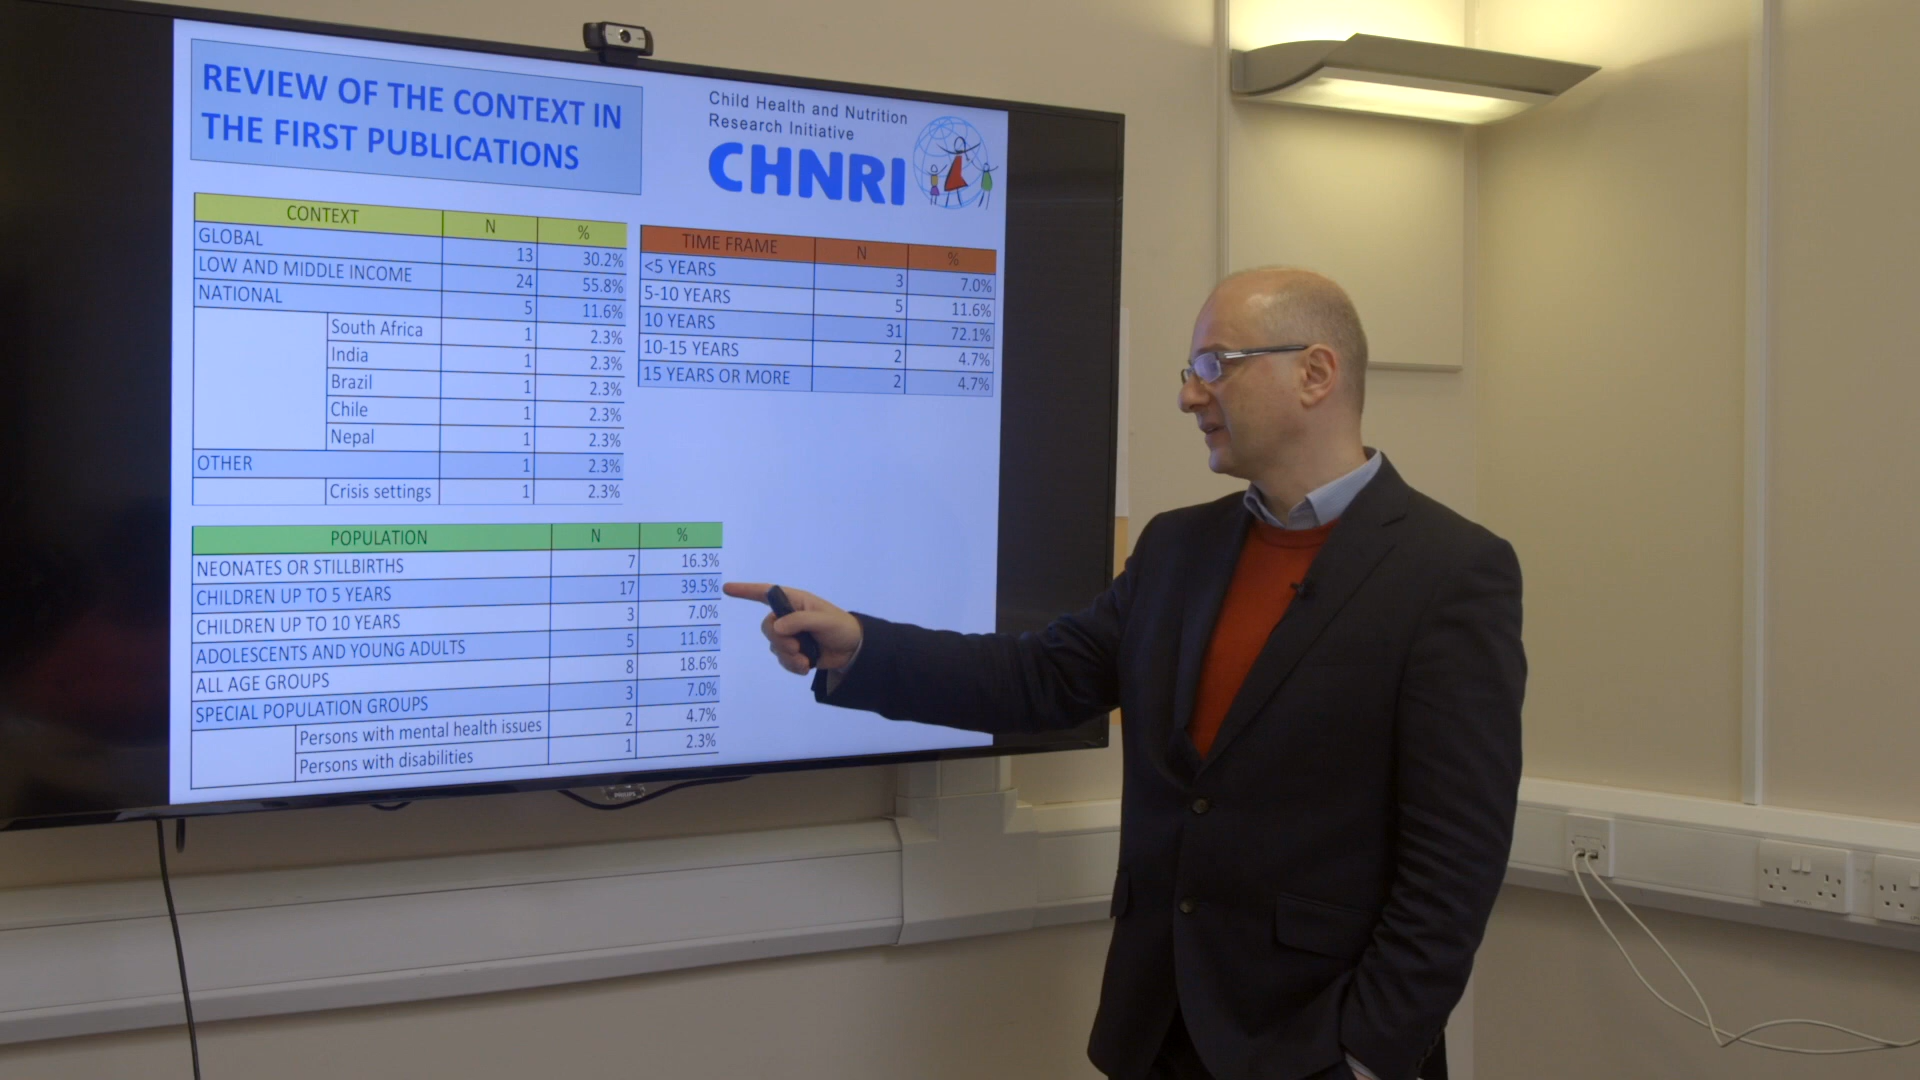 REVIEW OF THE CONTEXT IN
THE FIRST PUBLICATIONS
Child Health and Nutrition
Research Initiative
CHNRI
CONTEXT N %
GLOBAL 13 30.2%
LOW AND MIDDLE INCOME 24 55.8%
NATIONAL 5 11.6%
South Africa 1 2.3%
India 1 2.3%
Brazil 1 2.3%
Chile 1 2.3%
Nepal 1 2.3%
OTHER 1 2.3%
Crisis settings 1 2.3%
TIME FRAME N %
<5 YEARS 3 7.0%
5-10 YEARS 5 11.6%
10 YEARS 31 72.1%
10-15 YEARS 2 4.7%
15 YEARS OR MORE 2 4.7%
POPULATION N %
NEONATES OR STILLBIRTHS 7 16.3%
CHILDREN UP TO 5 YEARS 17 39.5%
CHILDREN UP TO 10 YEARS 3 7.0%
ADOLESCENTS AND YOUNG ADULTS 5 11.6%
ALL AGE GROUPS 8 18.6%
SPECIAL POPULATION GROUPS 3 7.0%
Persons with mental health issues 2 4.7%
Persons with disabilities 1 2.3%
PHILIPS